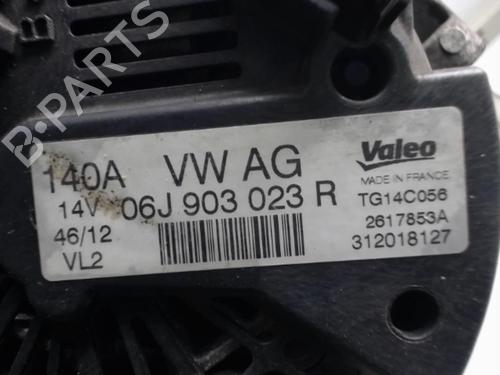 B
B-PARTS
140A VW AG
14V 06J 903 023 R
46/12
VL2
Valeo
MADE IN FRANCE
TG14C056
2617853A
312018127